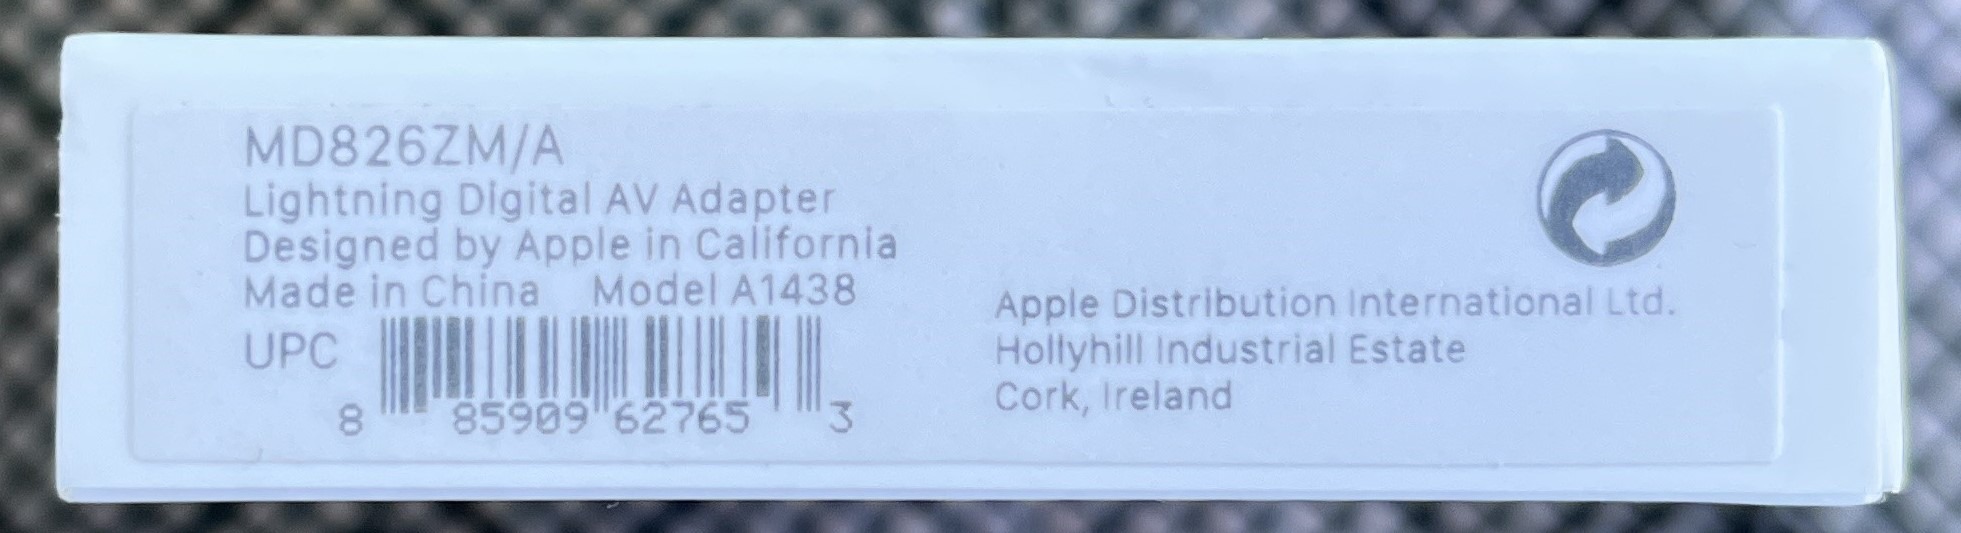 MD826ZM/A
Lightning Digital AV Adapter
Designed by Apple in California
Made in China Model A1438
UPC
8 85909 62765 3
Apple Distribution International Ltd.
Hollyhill Industrial Estate
Cork, Ireland